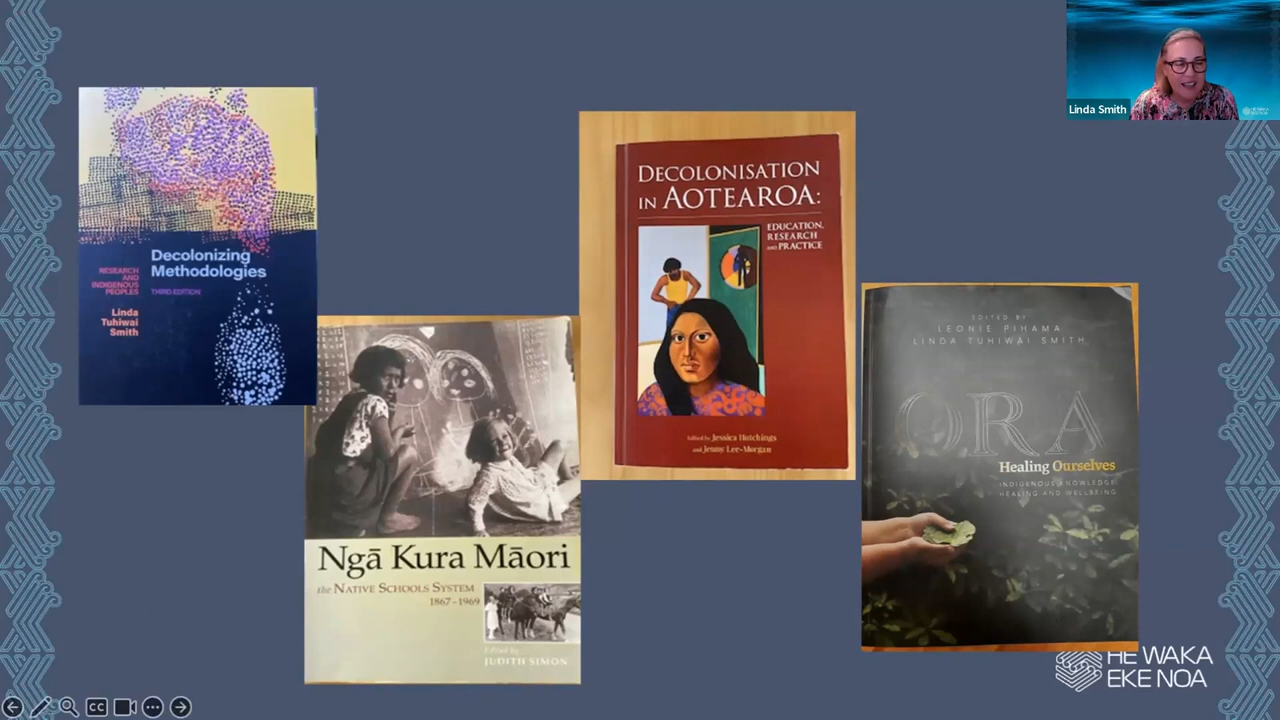 Linda Smith
Decolonizing
Methodologies
RESEARCH
AND
INDIGENOUS
PEOPLES
THIRD EDITION
Linda
Tuhiwai
Smith
Ngā Kura Māori
the NATIVE SCHOOLS SYSTEM
1867-1969
Edited by
JUDITH SIMON
DECOLONISATION
IN AOTEAROA:
EDUCATION,
RESEARCH
AND PRACTICE
Edited by Jessica Hutchings
and Jenny Lee-Morgan
EDITED BY
LEONIE PIHAMA
LINDA TUHIWAI SMITH
ORA
Healing Ourselves
INDIGENOUS KNOWLEDGE
HEALING AND WELLBEING
HE WAKA
EKE NOA
CC